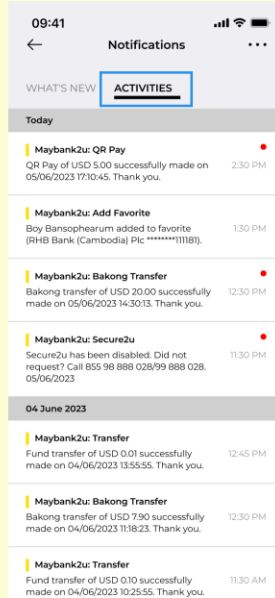 09:41
Notifications
WHAT'S NEW ACTIVITIES
Today
Maybank2u: QR Pay
QR Pay of USD 5.00 successfully made on 2:30 PM
05/06/2023 17:10:45. Thank you.
Maybank2u: Add Favorite
Boy Bansophearum added to favorite 1:30 PM
(RHB Bank (Cambodia) Plc ********111181).
Maybank2u: Bakong Transfer
Bakong transfer of USD 20.00 successfully 12:30 PM
made on 05/06/2023 14:30:13. Thank you.
Maybank2u: Secure2u
Secure2u has been disabled. Did not 11:30 PM
request? Call 855 98 888 028/99 888 028.
05/06/2023
04 June 2023
Maybank2u: Transfer
Fund transfer of USD 0.01 successfully 12:45 PM
made on 04/06/2023 13:55:55. Thank you.
Maybank2u: Bakong Transfer
Bakong transfer of USD 7.90 successfully 12:30 PM
made on 04/06/2023 11:18:23. Thank you.
Maybank2u: Transfer
Fund transfer of USD 0.10 successfully 11:30 AM
made on 04/06/2023 10:25:55. Thank you.